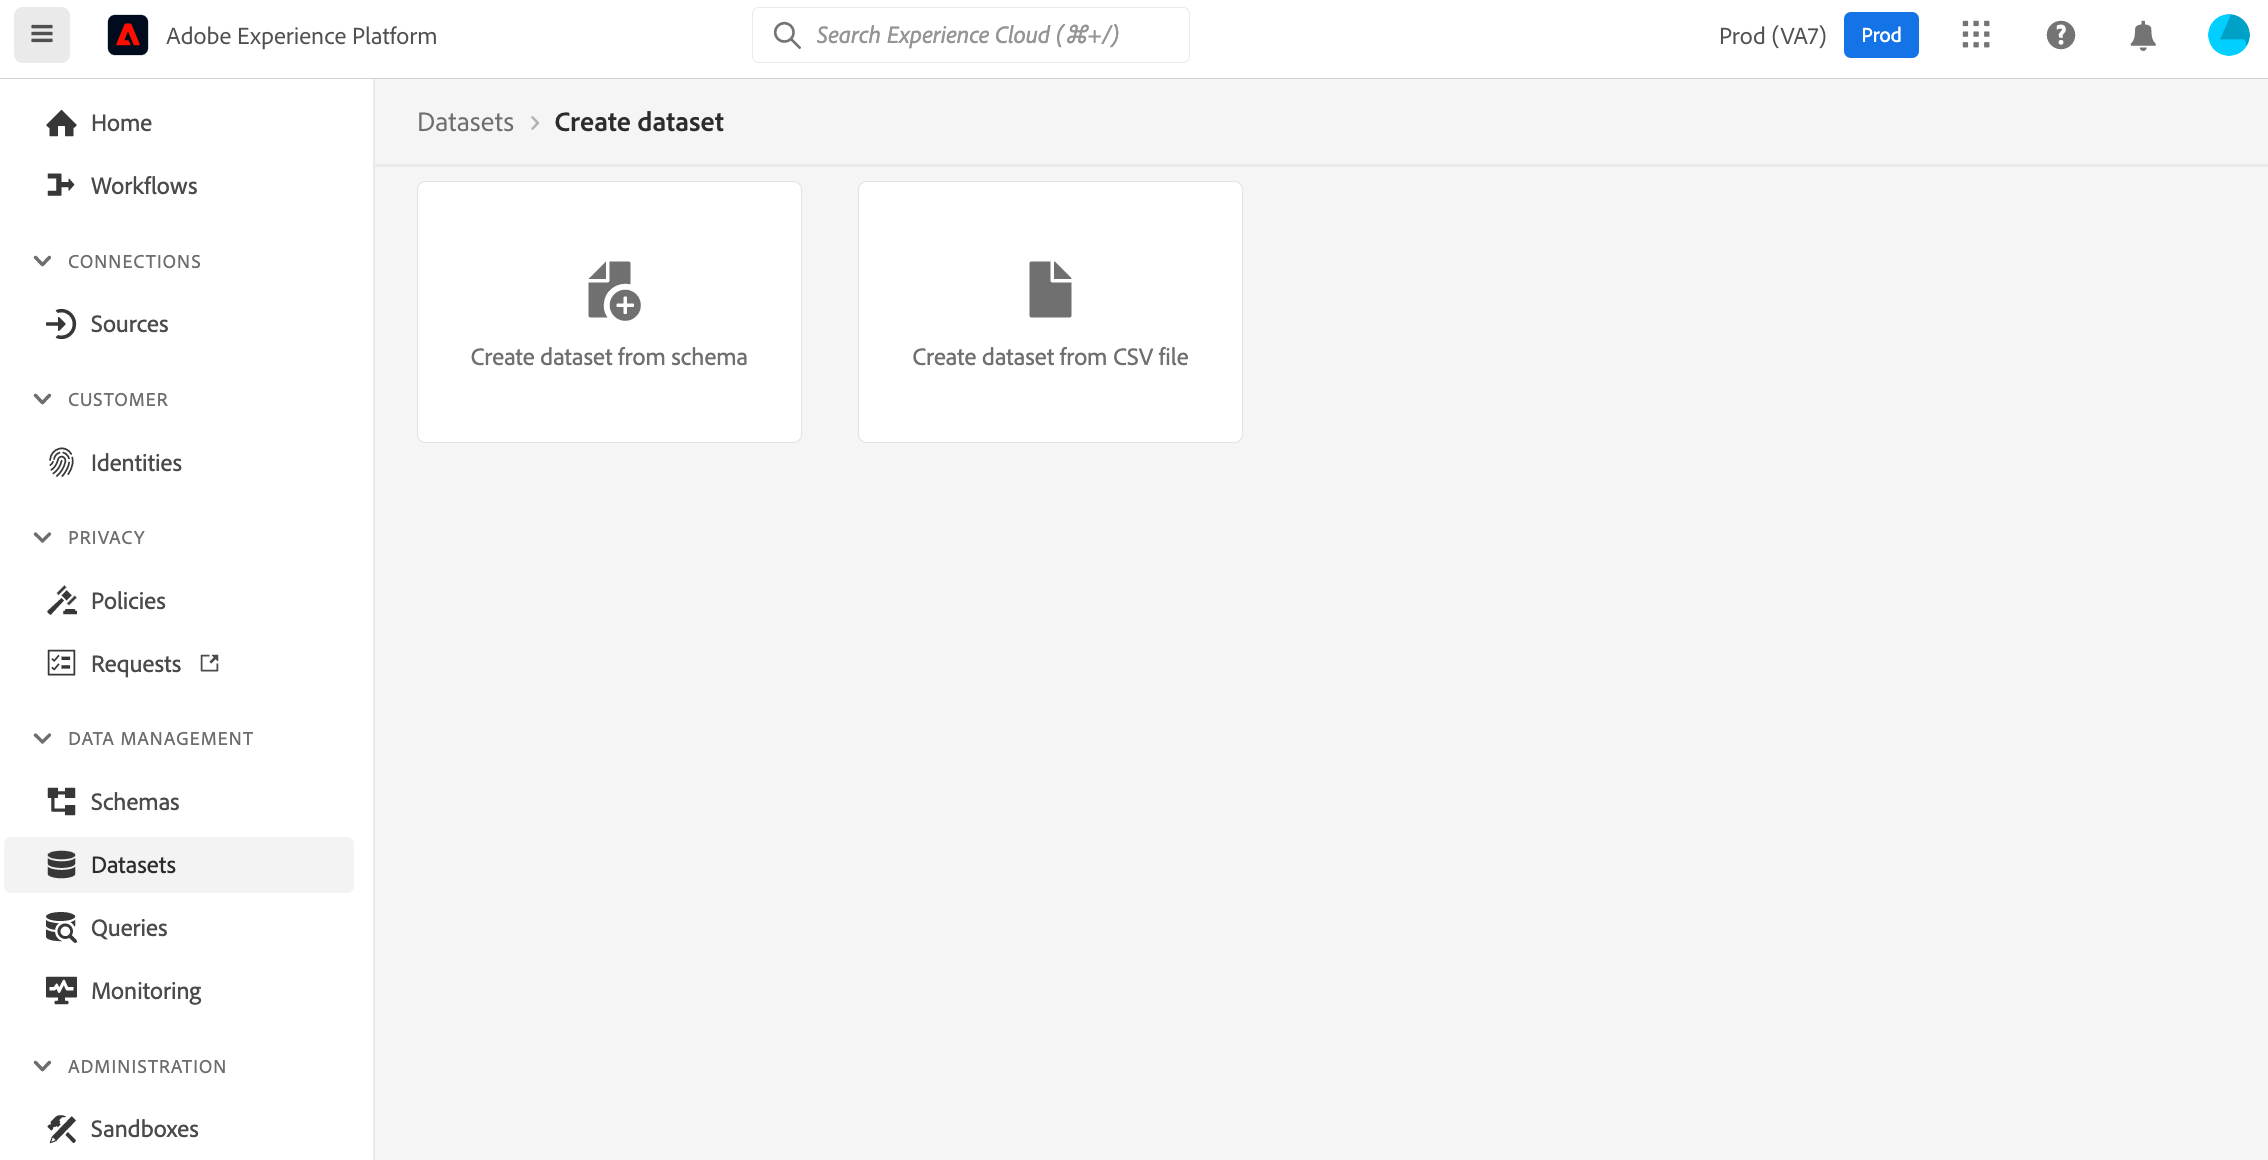 Adobe Experience Platform
Search Experience Cloud (⌘+/)
Prod (VA7)
Prod
Home
Workflows
CONNECTIONS
Sources
CUSTOMER
Identities
PRIVACY
Policies
Requests
DATA MANAGEMENT
Schemas
Datasets
Queries
Monitoring
ADMINISTRATION
Sandboxes
Datasets > Create dataset
Create dataset from schema
Create dataset from CSV file